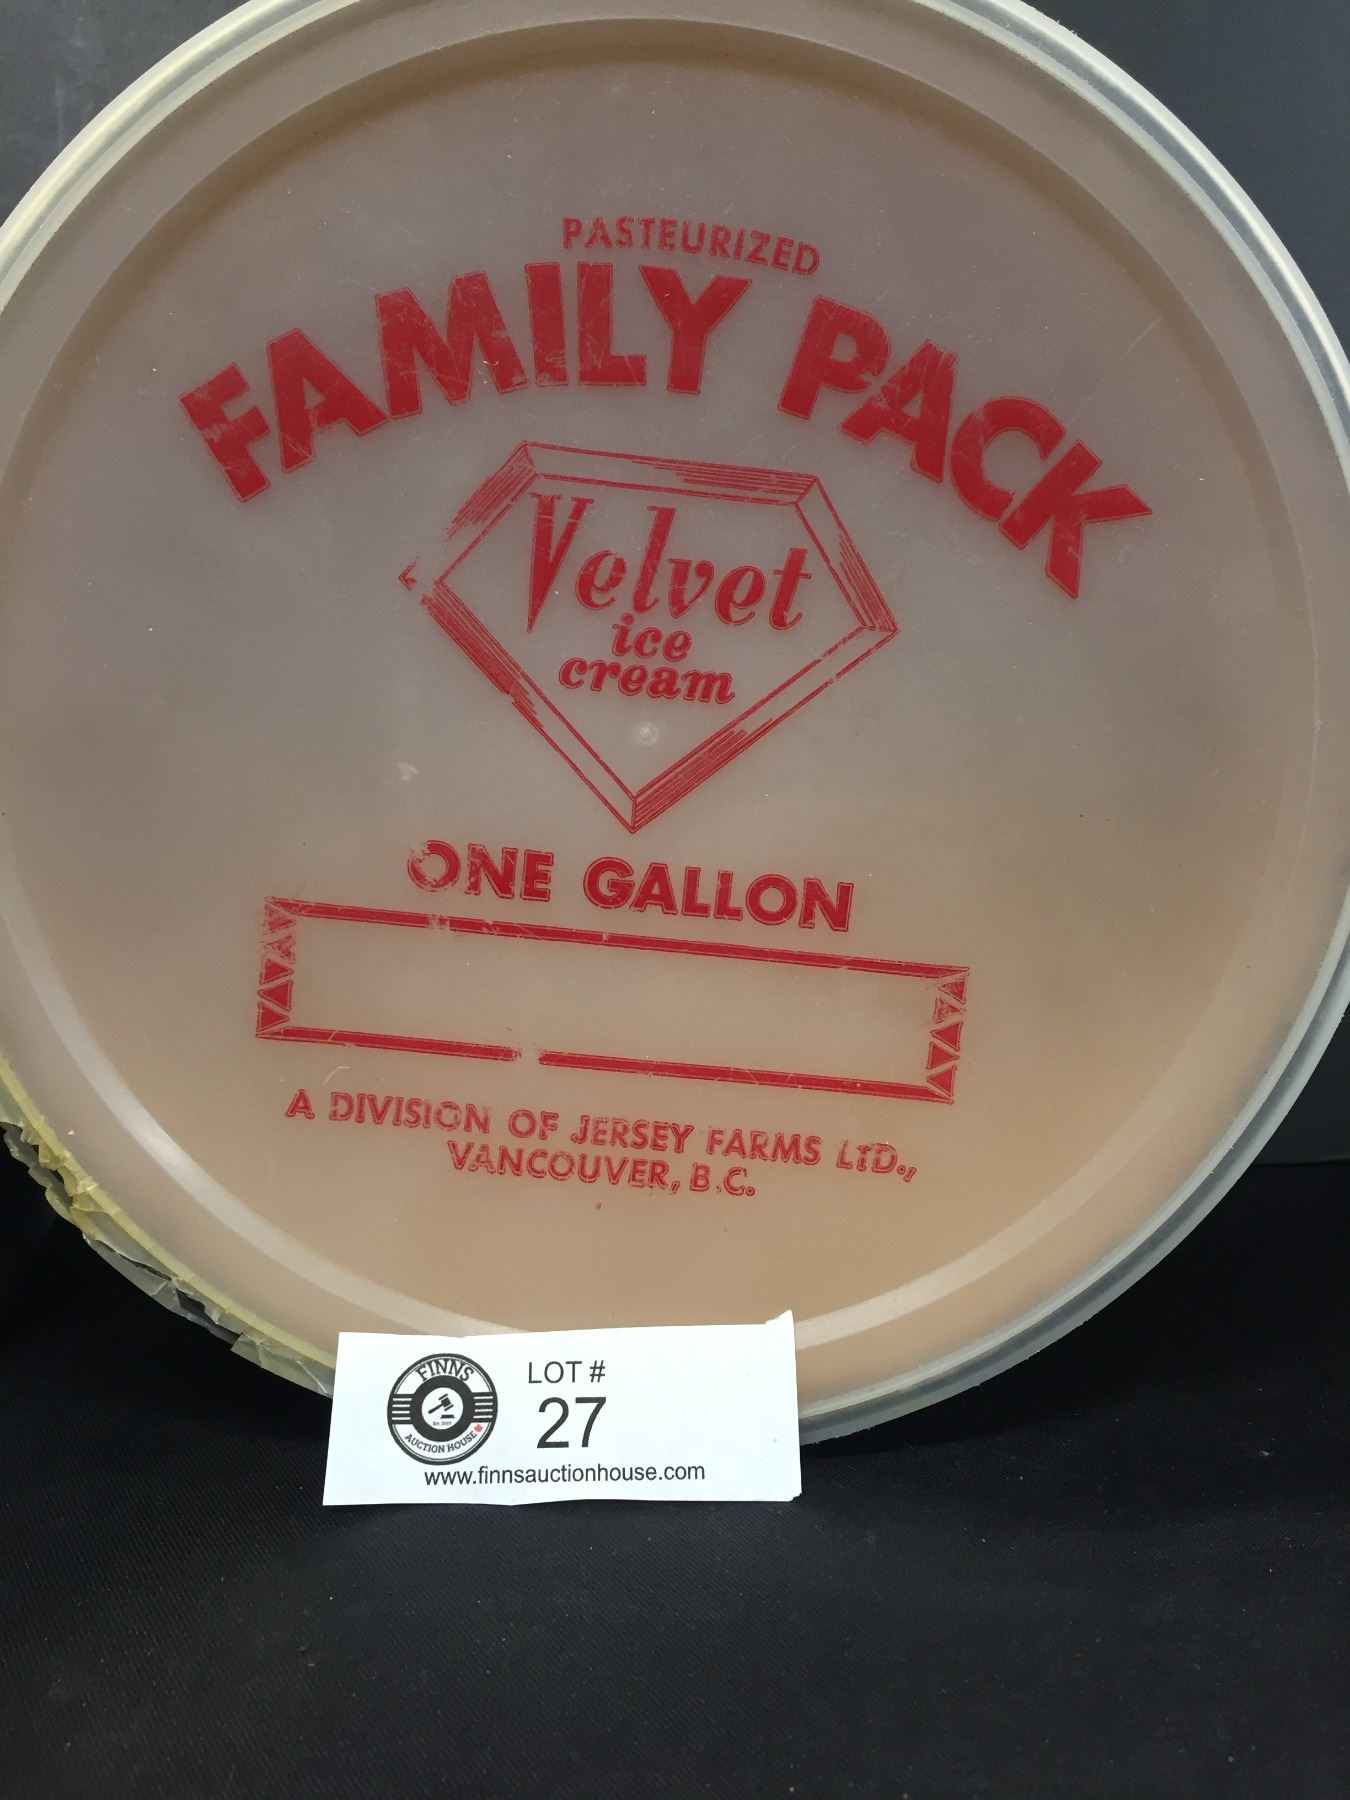 PASTEURIZED
FAMILY PACK
Velvet
ice
cream
ONE GALLON
A DIVISION OF JERSEY FARMS LTD.,
VANCOUVER, B.C.
FINNS
AUCTION HOUSE
LOT #
27
www.finnsauctionhouse.com